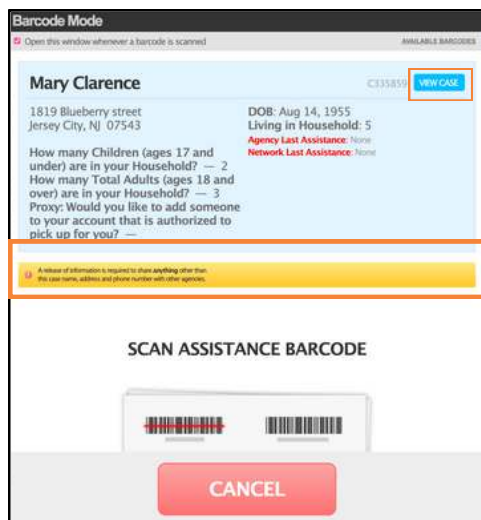 Barcode Mode
Open this window whenever a barcode is scanned
AVAILABLE BARCODES
Mary Clarence
C335859
VIEW CASE
1819 Blueberry street
Jersey City, NJ 07543
DOB: Aug 14, 1955
Living in Household: 5
Agency Last Assistance: None
Network Last Assistance: None
How many Children (ages 17 and
under) are in your Household? — 2
How many Total Adults (ages 18 and
over) are in your Household? — 3
Proxy: Would you like to add someone
to your account that is authorized to
pick up for you? —
A release of information is required to share anything other than
this case name, address and phone number with other agencies.
SCAN ASSISTANCE BARCODE
CANCEL